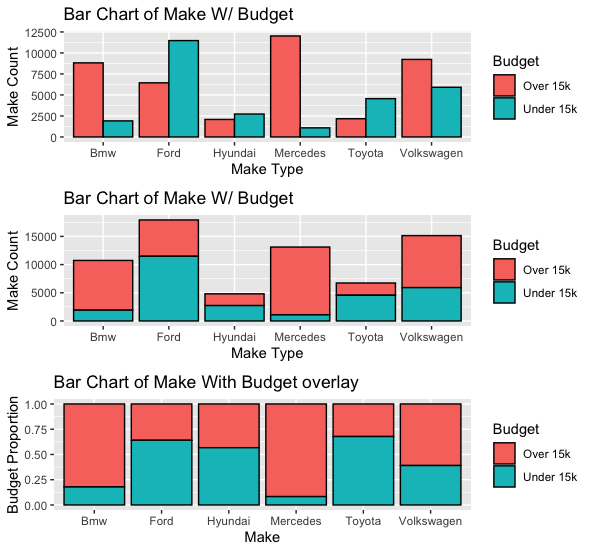 Bar Chart of Make W/ Budget
12500
10000
7500
5000
2500
0
Make Count
Bmw Ford Hyundai Mercedes Toyota Volkswagen
Make Type
Budget
Over 15k
Under 15k
Bar Chart of Make W/ Budget
15000
10000
5000
0
Make Count
Bmw Ford Hyundai Mercedes Toyota Volkswagen
Make Type
Budget
Over 15k
Under 15k
Bar Chart of Make With Budget overlay
1.00
0.75
0.50
0.25
0.00
Budget Proportion
Bmw Ford Hyundai Mercedes Toyota Volkswagen
Make
Budget
Over 15k
Under 15k